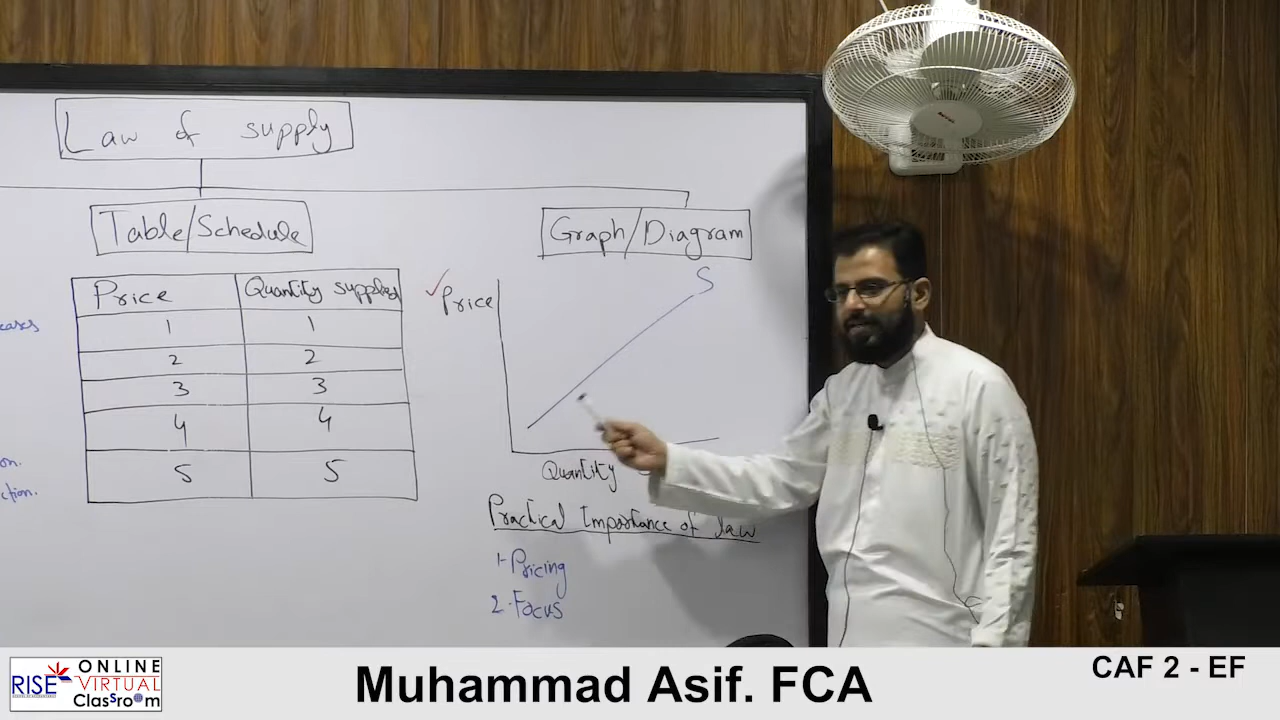 Law of supply
Table/Schedule
Graph/Diagram
Price Quantity supplied
1 1
2 2
3 3
4 4
5 5
Price
S
Quantity
Practical Importance of law
1- Pricing
2. Focus
RISE
ONLINE
VIRTUAL
Classroom
Muhammad Asif. FCA
CAF 2 - EF